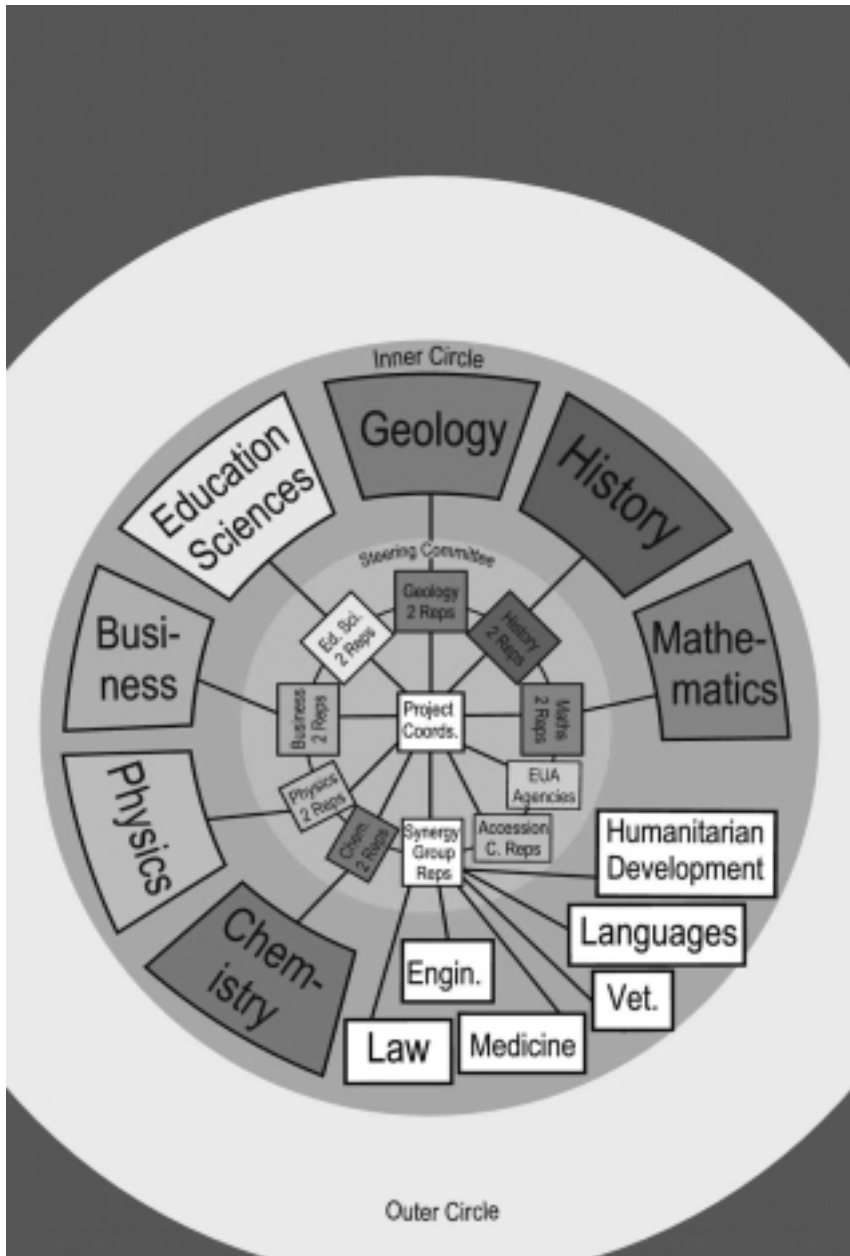 Inner Circle
Geology
Education
Sciences
History
Steering Committee
Geology
2 Reps
Ed. Sci.
2 Reps
History
2 Reps
Busi-
ness
Mathe-
matics
Business
2 Reps
Project
Coords.
Maths
2 Reps
Physics
Physics
2 Reps
EUA
Agencies
Chem
2 Reps
Synergy
Group
Reps
Accession
C. Reps
Humanitarian
Development
Chem-
istry
Languages
Engin.
Vet.
Law
Medicine
Outer Circle